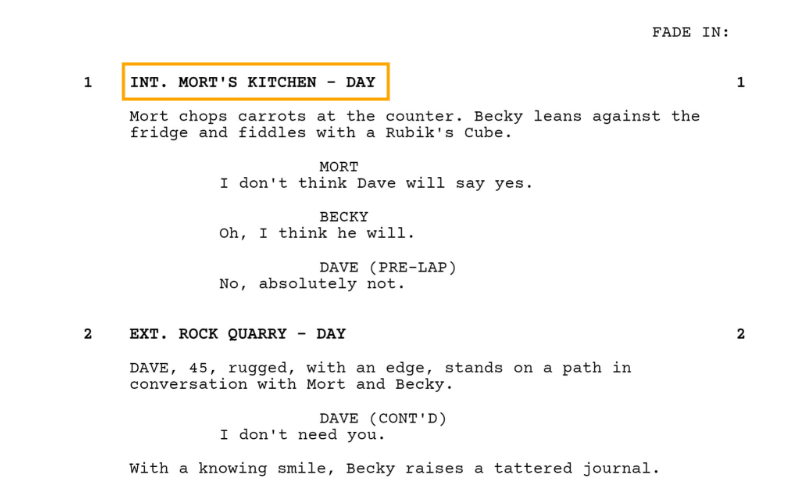 FADE IN:
1 INT. MORT'S KITCHEN - DAY 1
Mort chops carrots at the counter. Becky leans against the
fridge and fiddles with a Rubik's Cube.
MORT
I don't think Dave will say yes.
BECKY
Oh, I think he will.
DAVE (PRE-LAP)
No, absolutely not.
2 EXT. ROCK QUARRY - DAY 2
DAVE, 45, rugged, with an edge, stands on a path in
conversation with Mort and Becky.
DAVE (CONT'D)
I don't need you.
With a knowing smile, Becky raises a tattered journal.